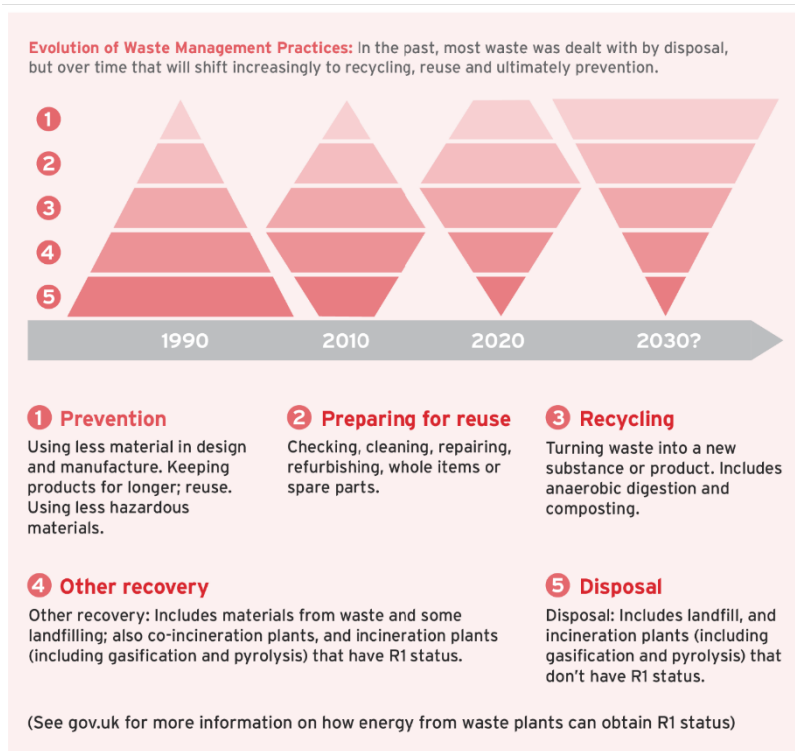 Evolution of Waste Management Practices: In the past, most waste was dealt with by disposal,
but over time that will shift increasingly to recycling, reuse and ultimately prevention.
1
2
3
4
5
1990 2010 2020 2030?
1 Prevention
Using less material in design
and manufacture. Keeping
products for longer; reuse.
Using less hazardous
materials.
2 Preparing for reuse
Checking, cleaning, repairing,
refurbishing, whole items or
spare parts.
3 Recycling
Turning waste into a new
substance or product. Includes
anaerobic digestion and
composting.
4 Other recovery
Other recovery: Includes materials from waste and some
landfilling; also co-incineration plants, and incineration plants
(including gasification and pyrolysis) that have R1 status.
5 Disposal
Disposal: Includes landfill, and
incineration plants (including
gasification and pyrolysis) that
don't have R1 status.
(See gov.uk for more information on how energy from waste plants can obtain R1 status)